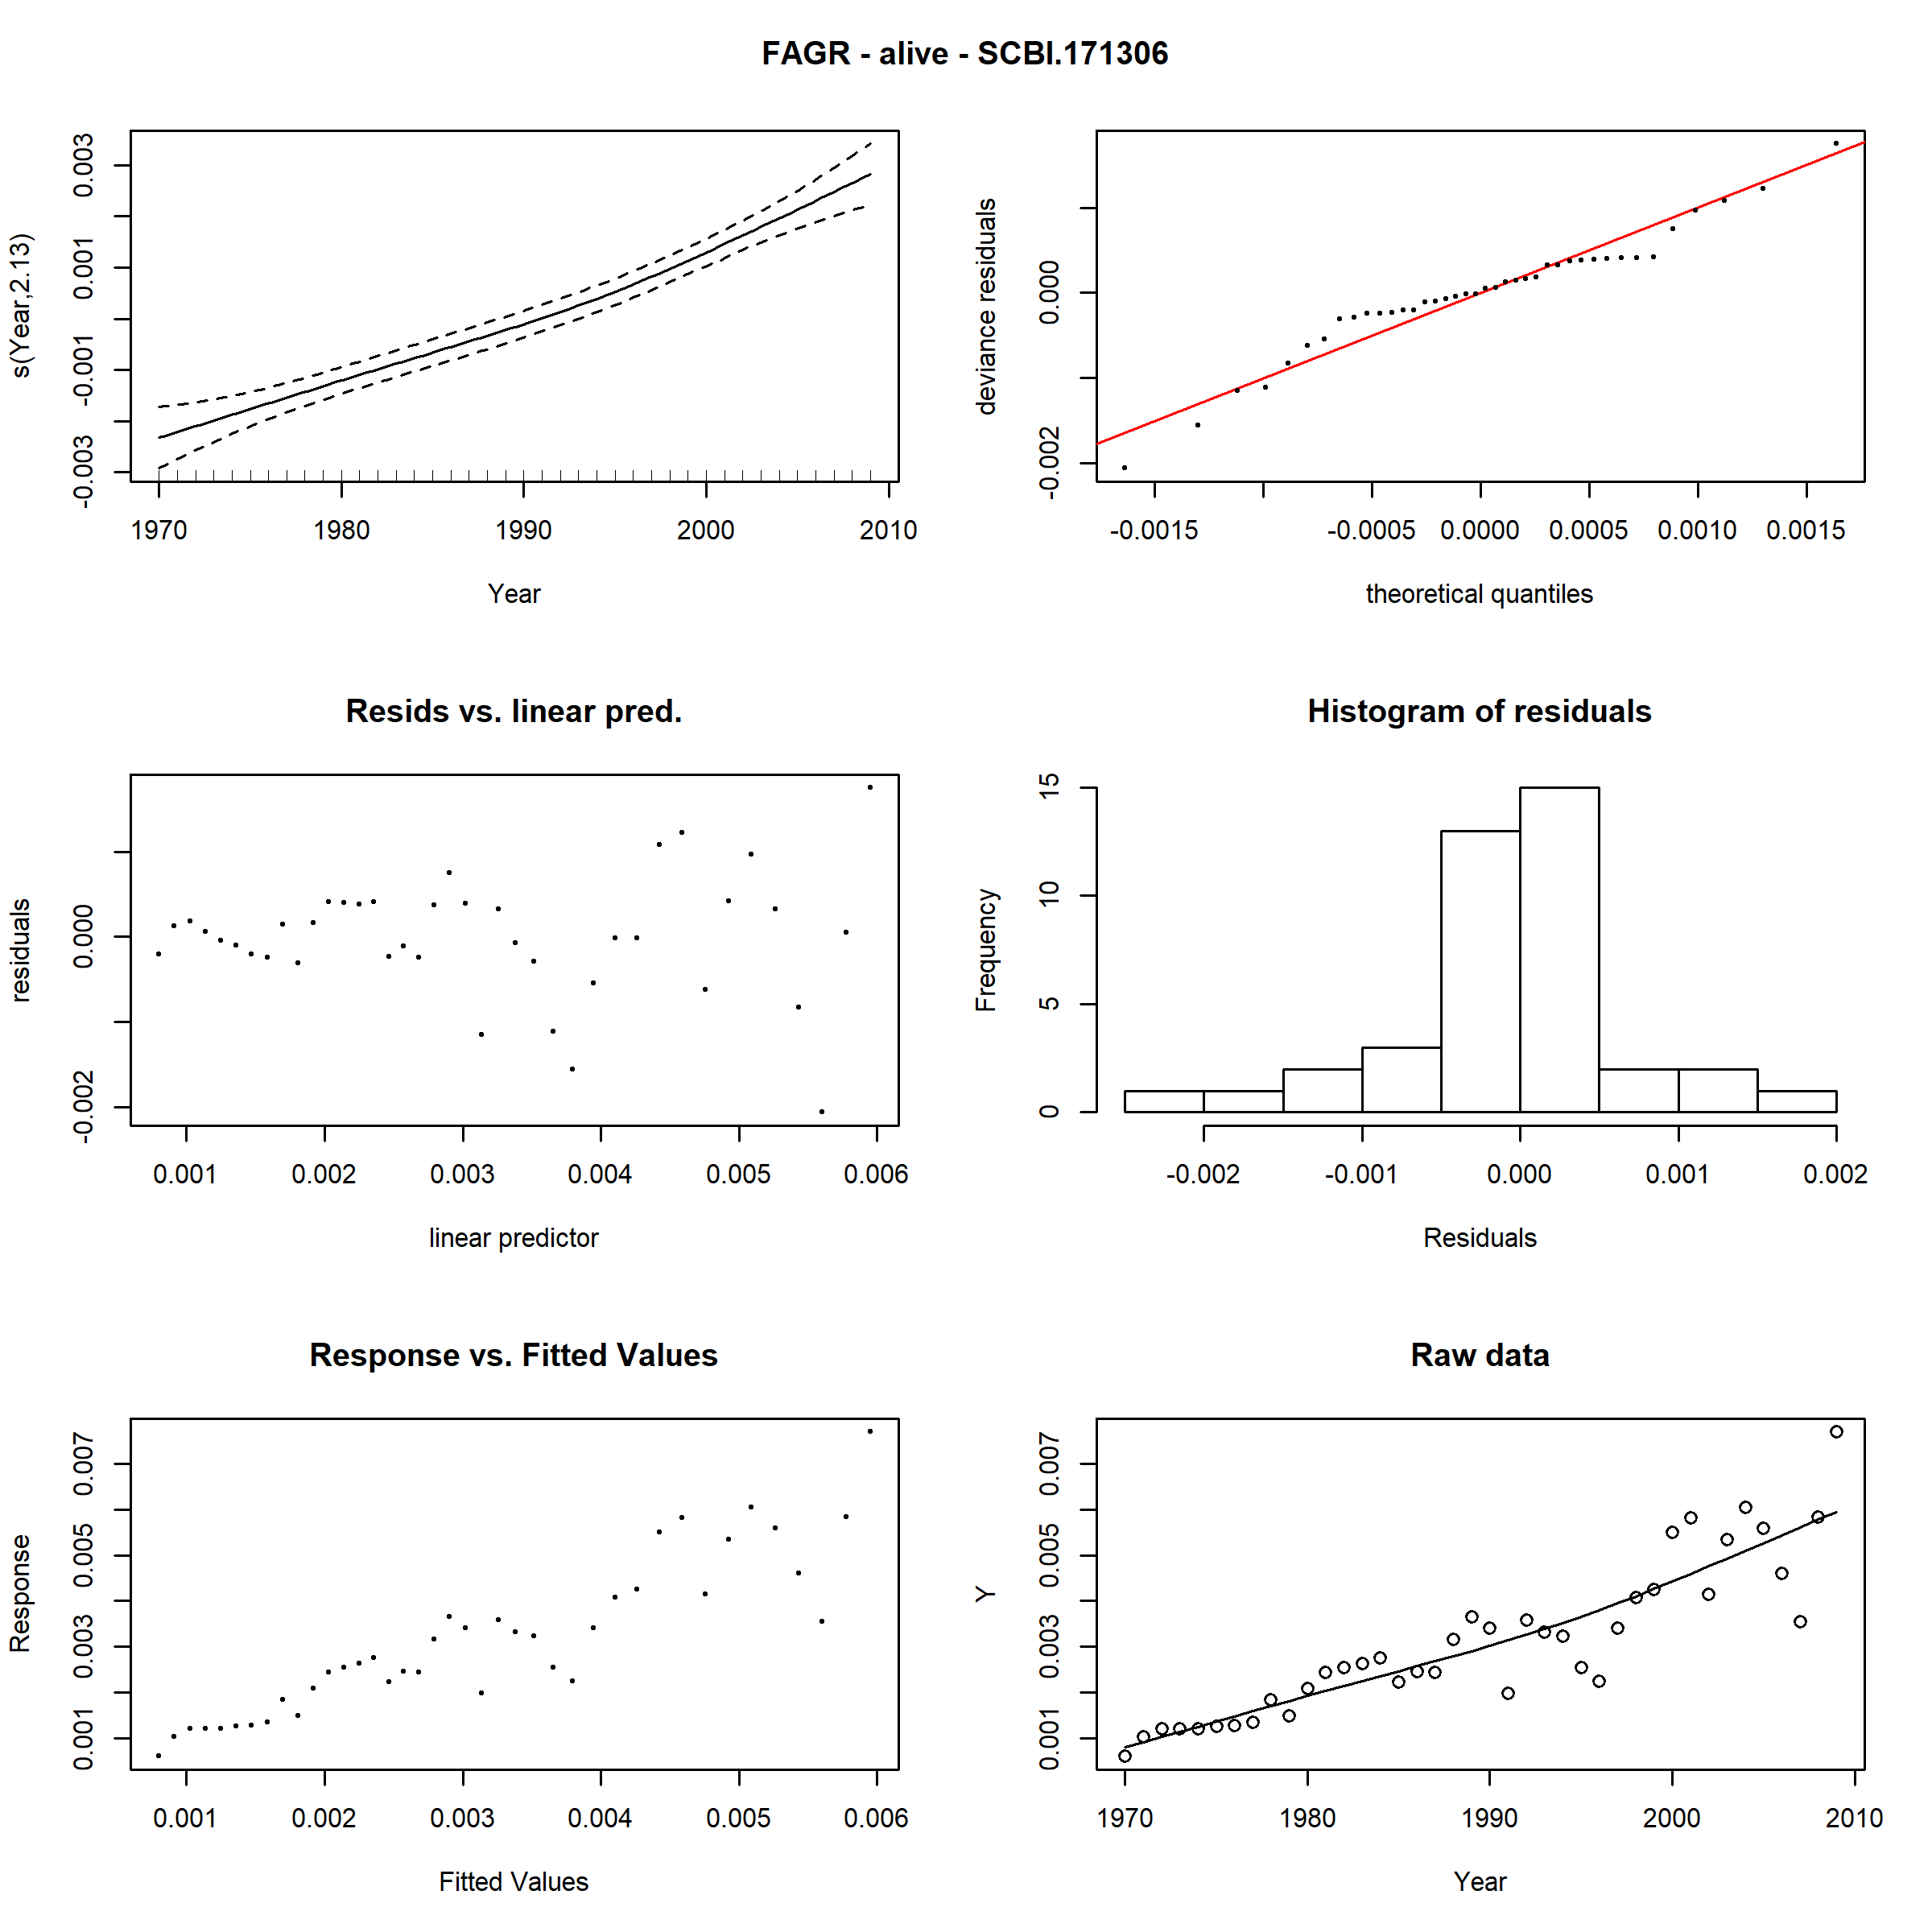 FAGR - alive - SCBI.171306
s(Year,2.13)
-0.003 -0.001 0.001 0.003
1970 1980 1990 2000 2010
Year
deviance residuals
-0.002 0.000
-0.0015 -0.0005 0.0000 0.0005 0.0010 0.0015
theoretical quantiles
Resids vs. linear pred.
residuals
-0.002 0.000
0.001 0.002 0.003 0.004 0.005 0.006
linear predictor
Histogram of residuals
Frequency
0 5 10 15
-0.002 -0.001 0.000 0.001 0.002
Residuals
Response vs. Fitted Values
Response
0.001 0.003 0.005 0.007
0.001 0.002 0.003 0.004 0.005 0.006
Fitted Values
Raw data
Y
0.001 0.003 0.005 0.007
1970 1980 1990 2000 2010
Year